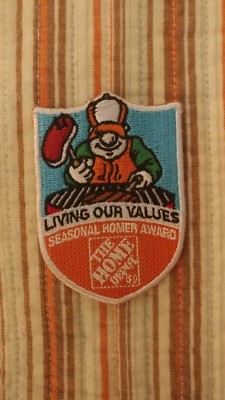 LIVING OUR VALUES
SEASONAL HOMER AWARD
THE
HOME
DEPOT